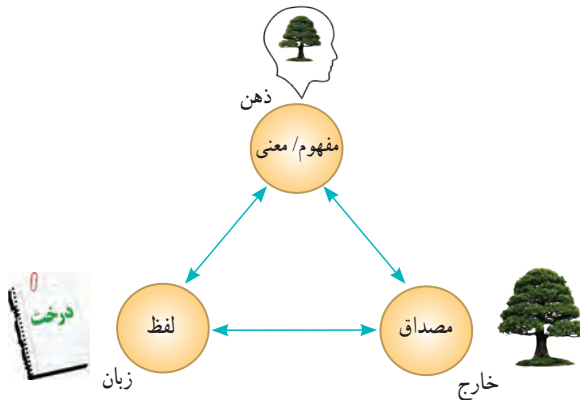 ذهن
مفهوم/ معنی
درخت
لفظ
مصداق
زبان
خارج